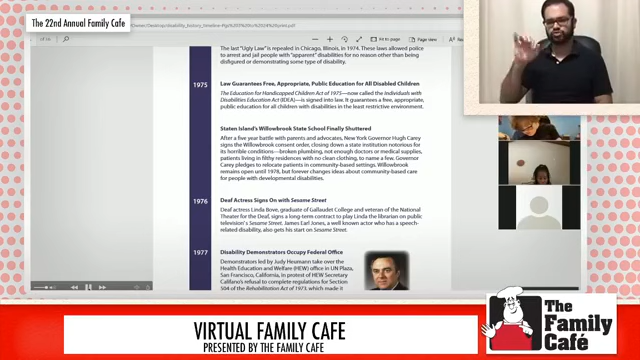 The 22nd Annual Family Cafe
Fit to page
Page view
The last "Ugly Law" is repealed in Chicago, Illinois, in 1974. These laws allowed police
to arrest and jail people with "apparent" disabilities for no reason other than being
disfigured or demonstrating some type of disability.
1975
Law Guarantees Free, Appropriate, Public Education for All Disabled Children
The Education for Handicapped Children Act of 1975—now called the Individuals with
Disabilities Education Act (IDEA)—is signed into law. It guarantees a free, appropriate,
public education for all children with disabilities in the least restrictive environment.
Staten Island's Willowbrook State School Finally Shuttered
After a five year battle with parents and advocates, New York Governor Hugh Carey
signs the Willowbrook consent order, closing down a state institution notorious for
its horrible conditions—broken plumbing, not enough doctors or medical supplies,
patients living in filthy residences with no clean clothing, to name a few. Governor
Carey pledges to relocate patients in community-based settings. Willowbrook
remains open until 1978, but forever changes ideas about community-based care
for people with developmental disabilities.
1976
Deaf Actress Signs On with Sesame Street
Deaf actress Linda Bove, graduate of Gallaudet College and veteran of the National
Theater for the Deaf, signs a long-term contract to play Linda the librarian on public
television's Sesame Street. James Earl Jones, a well known actor who has a speech-
related disability, also gets his start on Sesame Street.
1977
Disability Demonstrators Occupy Federal Office
Demonstrators led by Judy Heumann take over the
Health Education and Welfare (HEW) office in UN Plaza,
San Francisco, California, in protest of HEW Secretary
Califano's refusal to complete regulations for Section
504 of the Rehabilitation Act of 1973, which made it
VIRTUAL FAMILY CAFE
PRESENTED BY THE FAMILY CAFE
The
Family
Café